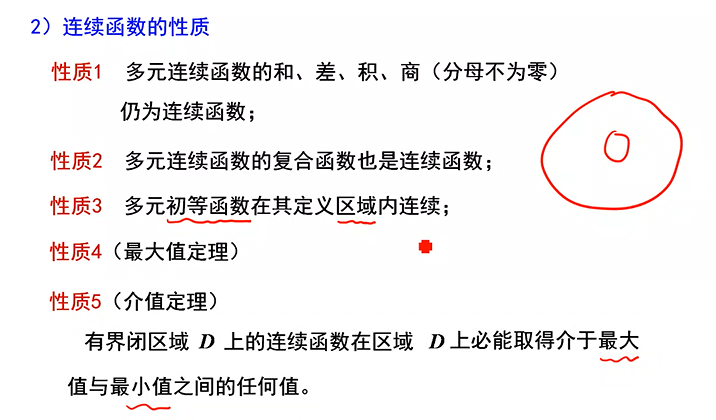 2）连续函数的性质
性质1 多元连续函数的和、差、积、商（分母不为零）
仍为连续函数；
性质2 多元连续函数的复合函数也是连续函数；
性质3 多元初等函数在其定义区域内连续；
性质4（最大值定理）
性质5（介值定理）
有界闭区域 D 上的连续函数在区域 D 上必能取得介于最大
值与最小值之间的任何值。